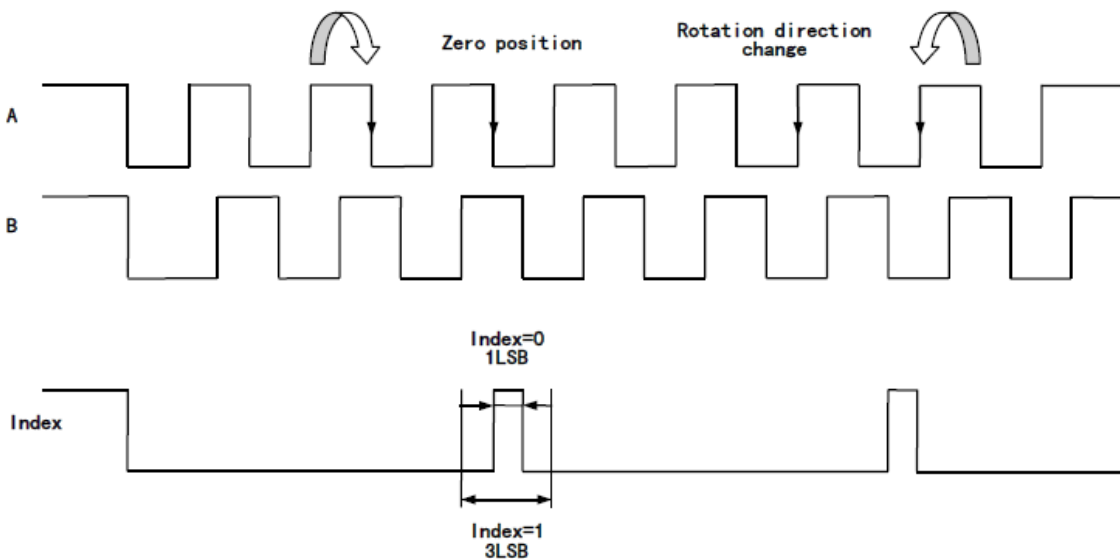 Zero position
Rotation direction
change
A
B
Index=0
1LSB
Index
Index=1
3LSB